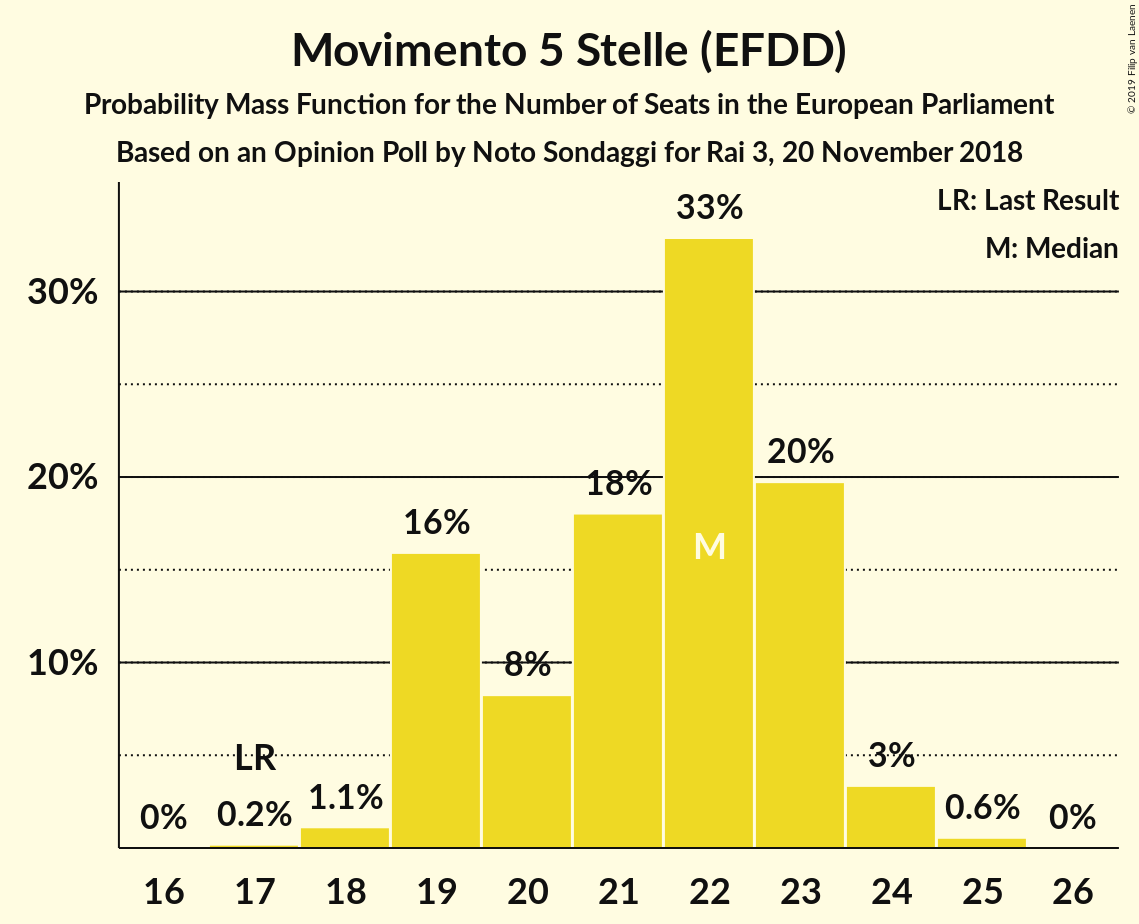 Movimento 5 Stelle (EFDD)
Probability Mass Function for the Number of Seats in the European Parliament
Based on an Opinion Poll by Noto Sondaggi for Rai 3, 20 November 2018
© 2019 Filip van Laenen
LR: Last Result
M: Median
33%
30%
20%
20%
18%
16%
M
10%
8%
LR
3%
0%
0.2%
1.1%
0.6%
0%
16 17 18 19 20 21 22 23 24 25 26